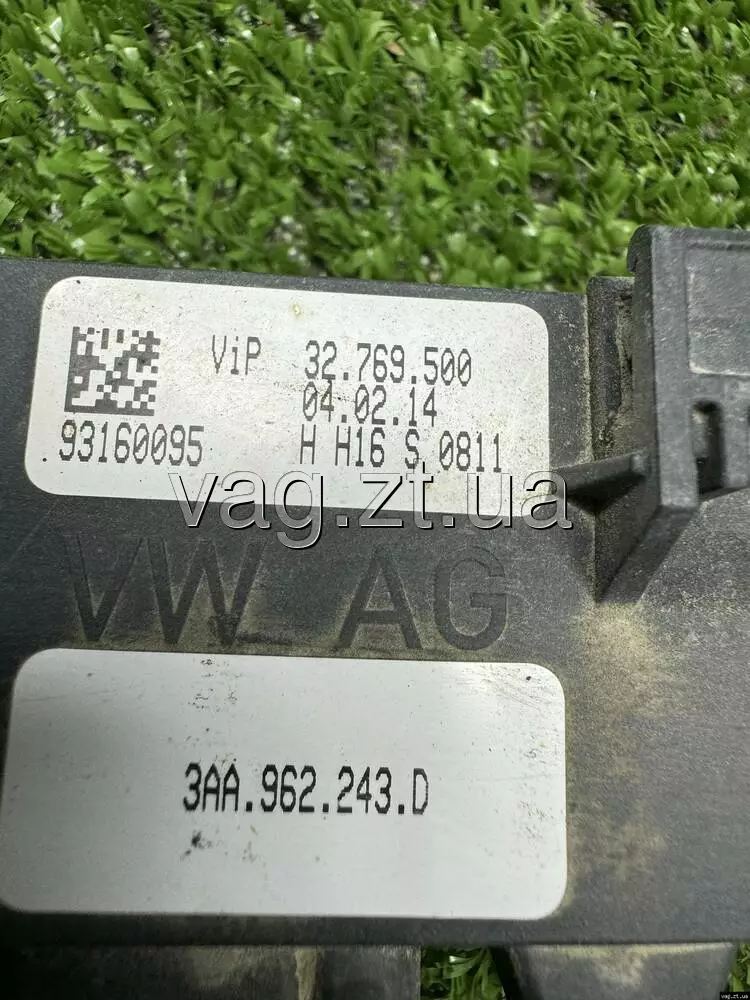 ViP 32.769.500
04.02.14
93160095 H H16 S 0811
vag.zt.ua
VW AG
3AA.962.243.D
vag.zt.ua